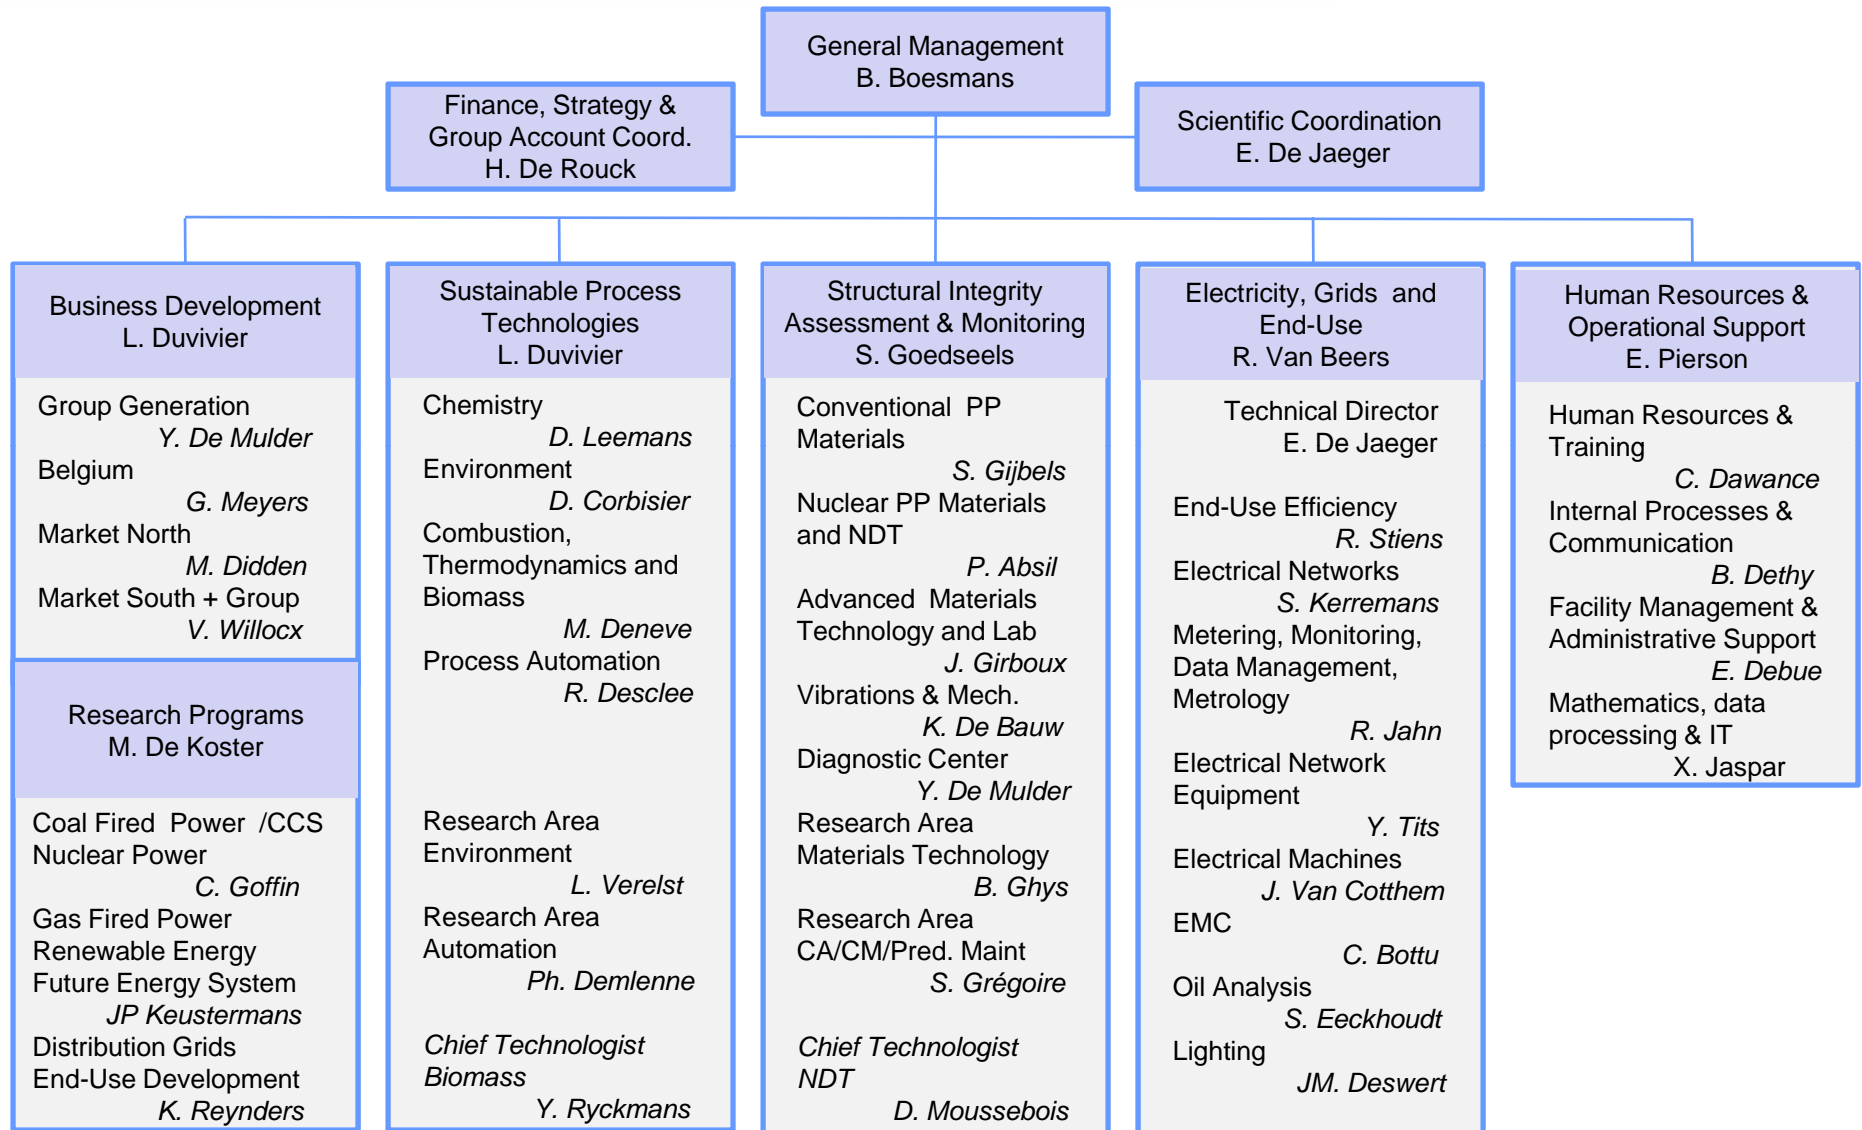 General Management
B. Boesmans
Finance, Strategy &
Group Account Coord.
H. De Rouck
Scientific Coordination
E. De Jaeger
Business Development
L. Duvivier
Group Generation
Y. De Mulder
Belgium
G. Meyers
Market North
M. Didden
Market South + Group
V. Willocx
Research Programs
M. De Koster
Coal Fired Power /CCS
Nuclear Power
C. Goffin
Gas Fired Power
Renewable Energy
Future Energy System
JP Keustermans
Distribution Grids
End-Use Development
K. Reynders
Sustainable Process
Technologies
L. Duvivier
Chemistry
D. Leemans
Environment
D. Corbisier
Combustion,
Thermodynamics and
Biomass
M. Deneve
Process Automation
R. Desclee
Research Area
Environment
L. Verelst
Research Area
Automation
Ph. Demlenne
Chief Technologist
Biomass
Y. Ryckmans
Structural Integrity
Assessment & Monitoring
S. Goedseels
Conventional PP
Materials
S. Gijbels
Nuclear PP Materials
and NDT
P. Absil
Advanced Materials
Technology and Lab
J. Girboux
Vibrations & Mech.
K. De Bauw
Diagnostic Center
Y. De Mulder
Research Area
Materials Technology
B. Ghys
Research Area
CA/CM/Pred. Maint
S. Grégoire
Chief Technologist
NDT
D. Moussebois
Electricity, Grids and
End-Use
R. Van Beers
Technical Director
E. De Jaeger
End-Use Efficiency
R. Stiens
Electrical Networks
S. Kerremans
Metering, Monitoring,
Data Management,
Metrology
R. Jahn
Electrical Network
Equipment
Y. Tits
Electrical Machines
J. Van Cotthem
EMC
C. Bottu
Oil Analysis
S. Eeckhoudt
Lighting
JM. Deswert
Human Resources &
Operational Support
E. Pierson
Human Resources &
Training
C. Dawance
Internal Processes &
Communication
B. Dethy
Facility Management &
Administrative Support
E. Debue
Mathematics, data
processing & IT
X. Jaspar